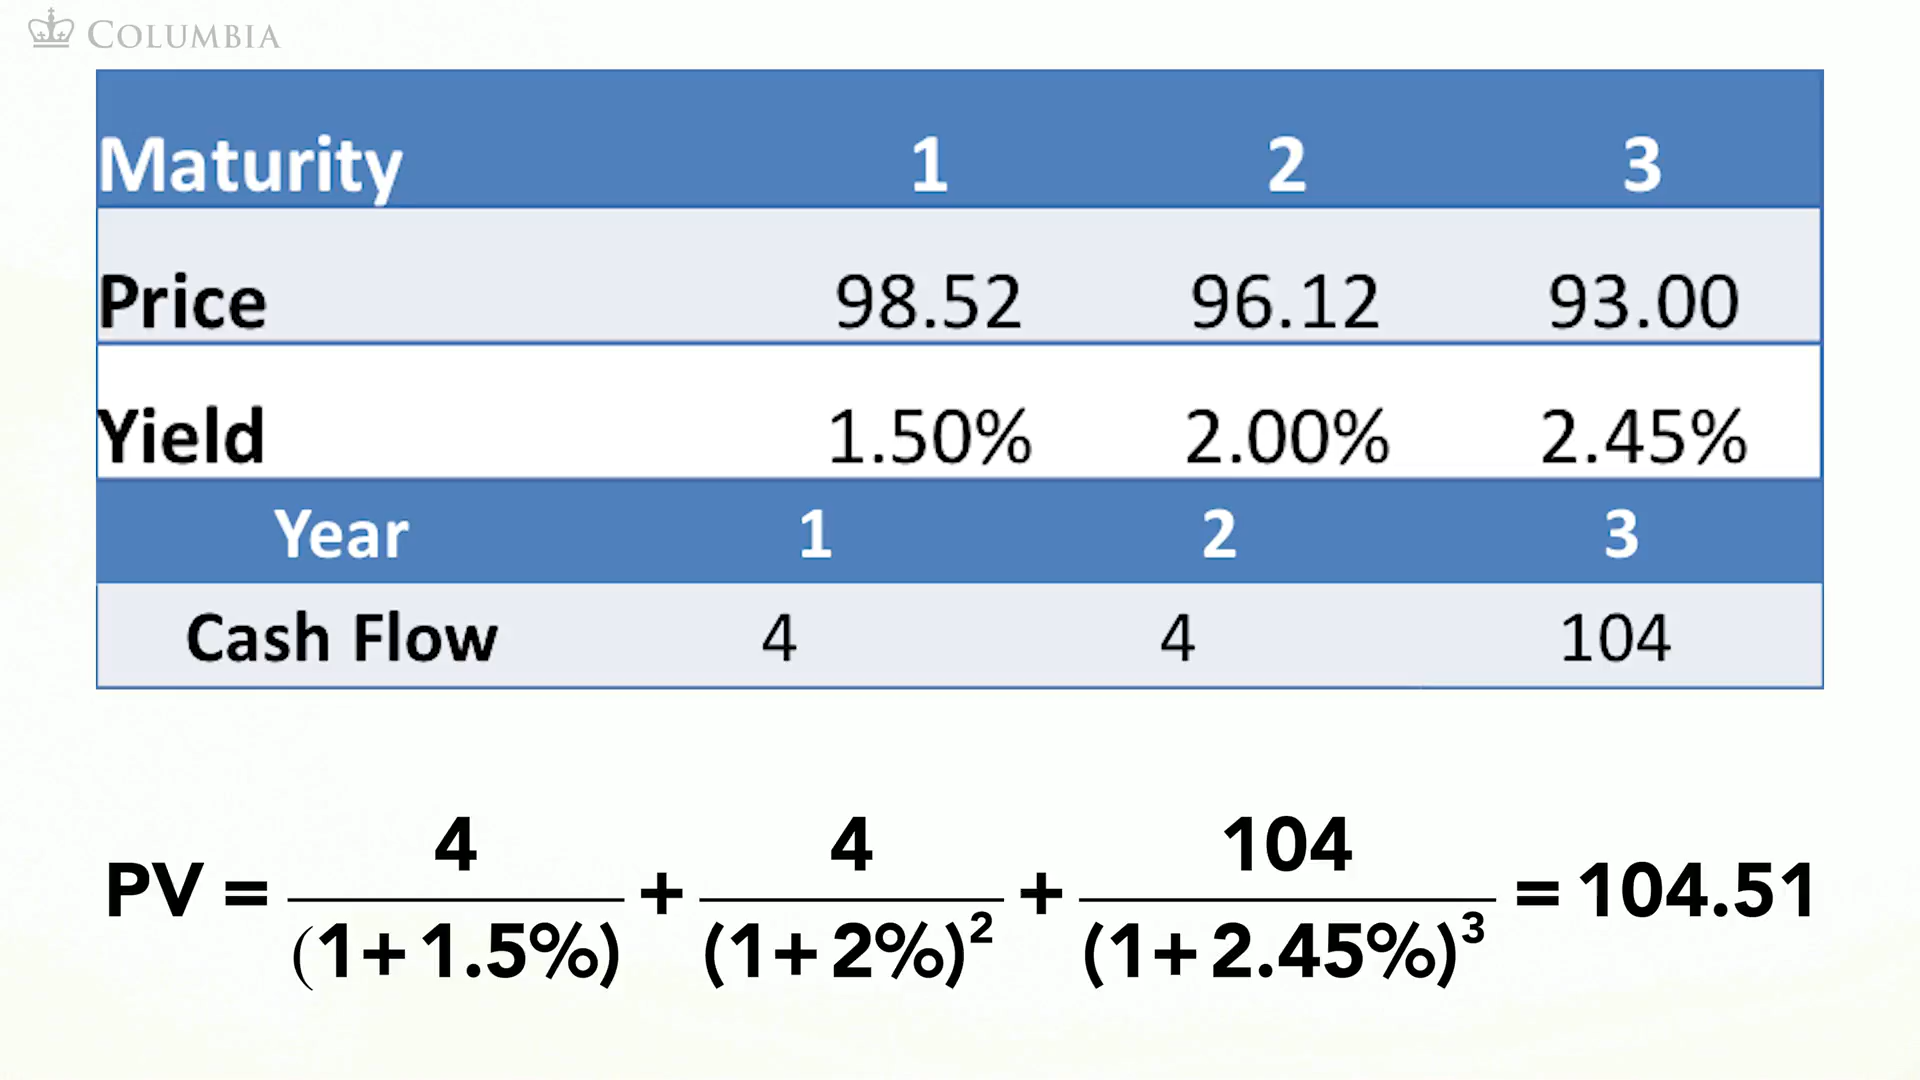 COLUMBIA
Maturity 1 2 3
Price 98.52 96.12 93.00
Yield 1.50% 2.00% 2.45%
Year 1 2 3
Cash Flow 4 4 104
PV = 4/(1+1.5%) + 4/(1+2%)² + 104/(1+2.45%)³ = 104.51